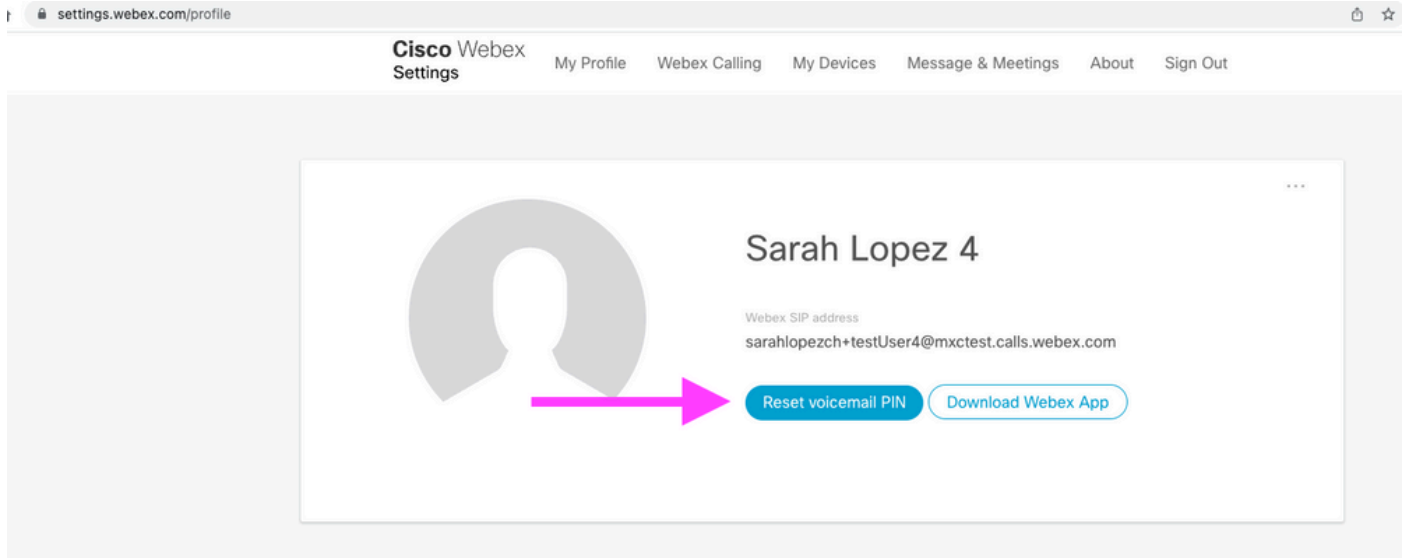 settings.webex.com/profile
Cisco Webex
Settings
My Profile Webex Calling My Devices Message & Meetings About Sign Out
Sarah Lopez 4
Webex SIP address
sarahlopezch+testUser4@mxctest.calls.webex.com
Reset voicemail PIN Download Webex App